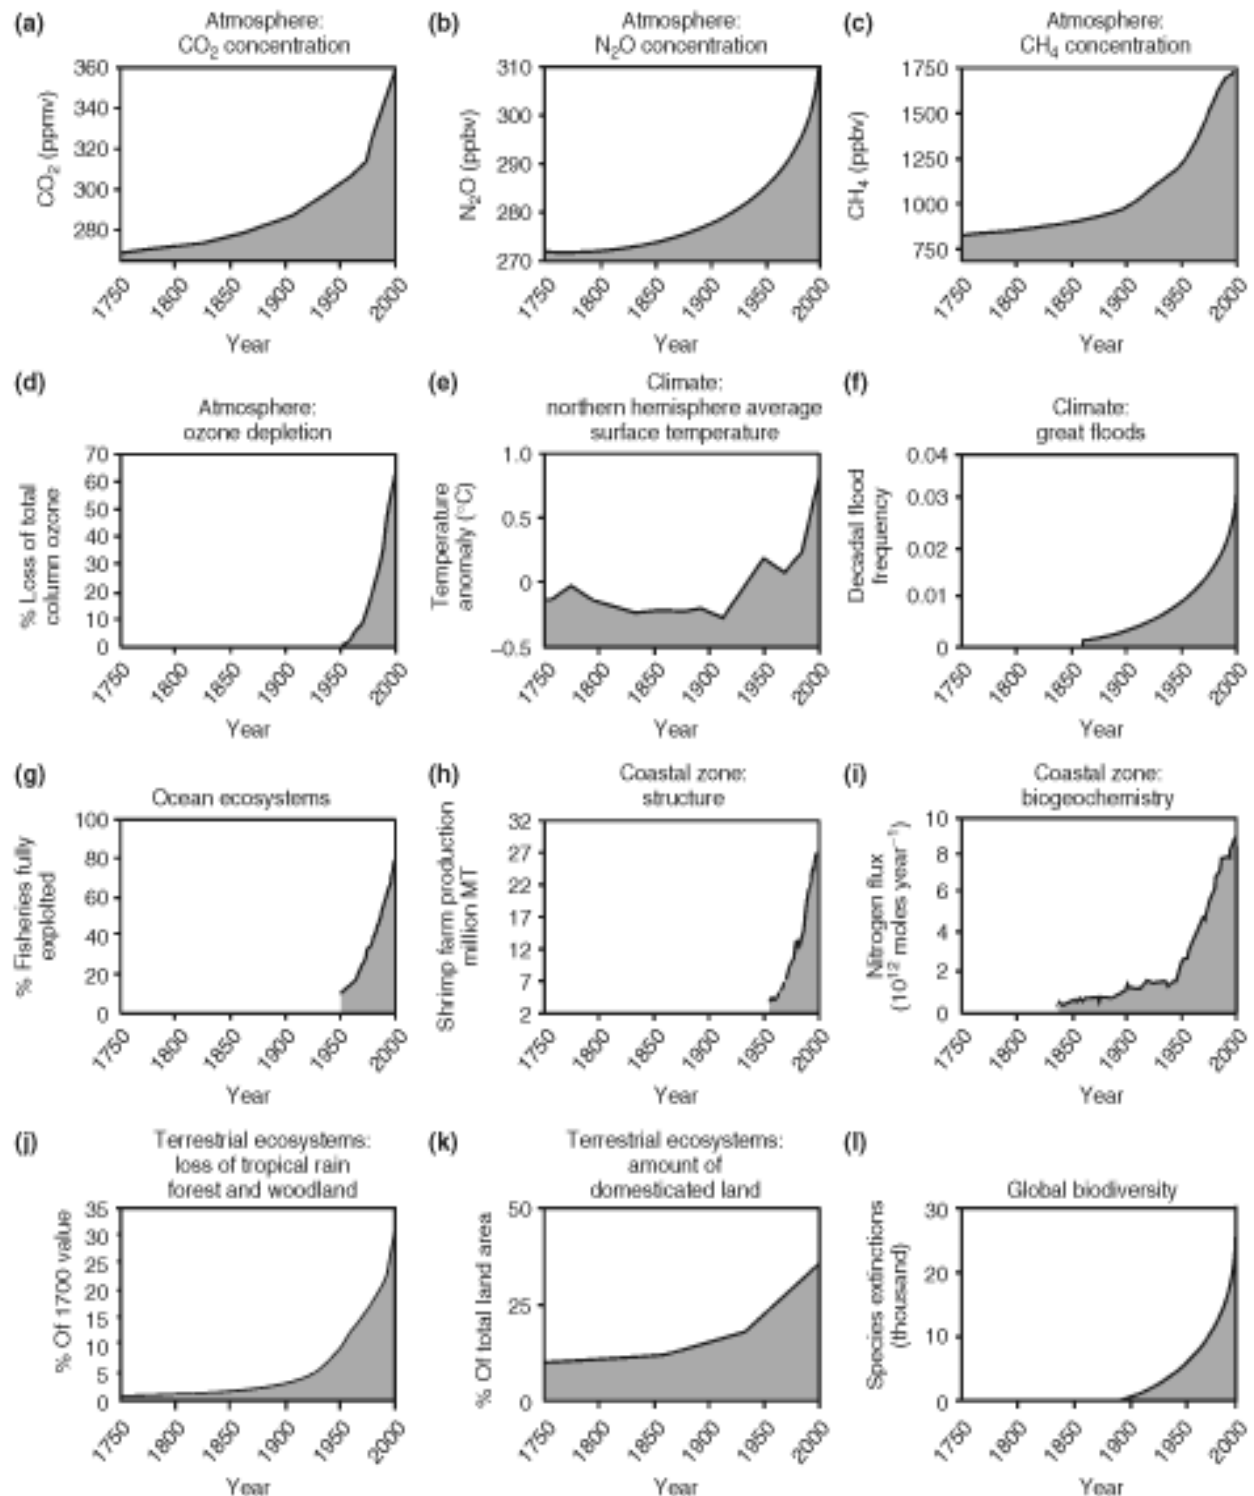 (a)
Atmosphere:
CO2 concentration
CO2 (ppmv)
360
340
320
300
280
1750
1800
1850
1900
1950
2000
Year
(b)
Atmosphere:
N2O concentration
N2O (ppbv)
310
300
290
280
270
1750
1800
1850
1900
1950
2000
Year
(c)
Atmosphere:
CH4 concentration
CH4 (ppbv)
1750
1500
1250
1000
750
1750
1800
1850
1900
1950
2000
Year
(d)
Atmosphere:
ozone depletion
% Loss of total
column ozone
70
60
50
40
30
20
10
0
1750
1800
1850
1900
1950
2000
Year
(e)
Climate:
northern hemisphere average
surface temperature
Temperature
anomaly (°C)
1.0
0.5
0
−0.5
1750
1800
1850
1900
1950
2000
Year
(f)
Climate:
great floods
Decadal flood
frequency
0.04
0.03
0.02
0.01
0
1750
1800
1850
1900
1950
2000
Year
(g)
Ocean ecosystems
% Fisheries fully
exploited
100
80
60
40
20
0
1750
1800
1850
1900
1950
2000
Year
(h)
Coastal zone:
structure
Shrimp farm production
million MT
32
27
22
17
12
7
2
1750
1800
1850
1900
1950
2000
Year
(i)
Coastal zone:
biogeochemistry
Nitrogen flux
(10¹² moles year⁻¹)
10
8
6
4
2
0
1750
1800
1850
1900
1950
2000
Year
(j)
Terrestrial ecosystems:
loss of tropical rain
forest and woodland
% Of 1700 value
35
30
25
20
15
10
5
0
1750
1800
1850
1900
1950
2000
Year
(k)
Terrestrial ecosystems:
amount of
domesticated land
% Of total land area
50
25
0
1750
1800
1850
1900
1950
2000
Year
(l)
Global biodiversity
Species extinctions
(thousand)
30
20
10
0
1750
1800
1850
1900
1950
2000
Year